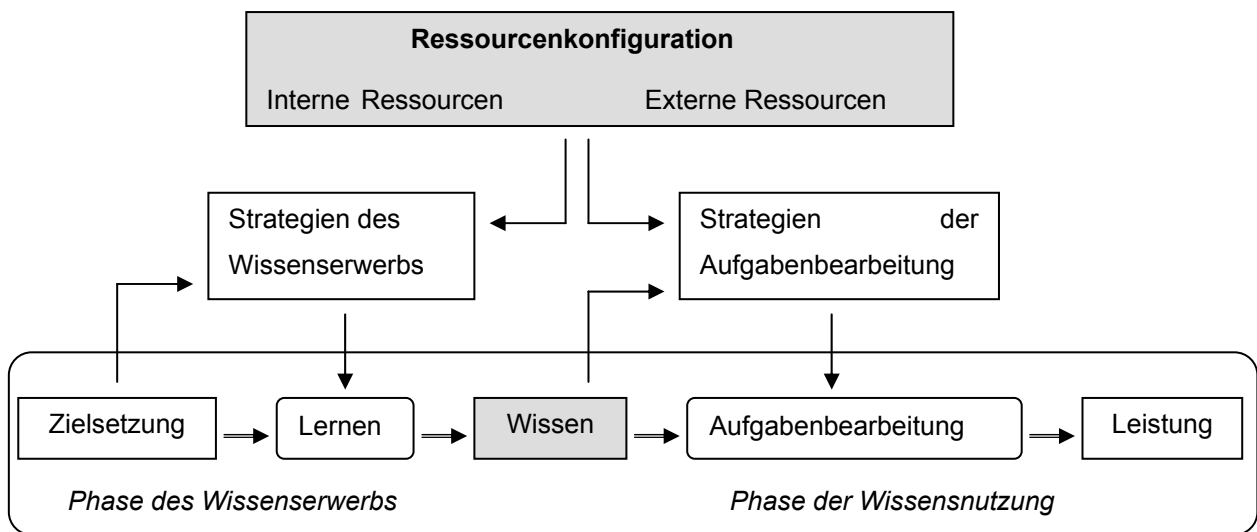 Ressourcenkonfiguration
Interne Ressourcen Externe Ressourcen
Strategien des
Wissenserwerbs
Strategien der
Aufgabenbearbeitung
Zielsetzung Lernen Wissen Aufgabenbearbeitung Leistung
Phase des Wissenserwerbs Phase der Wissensnutzung